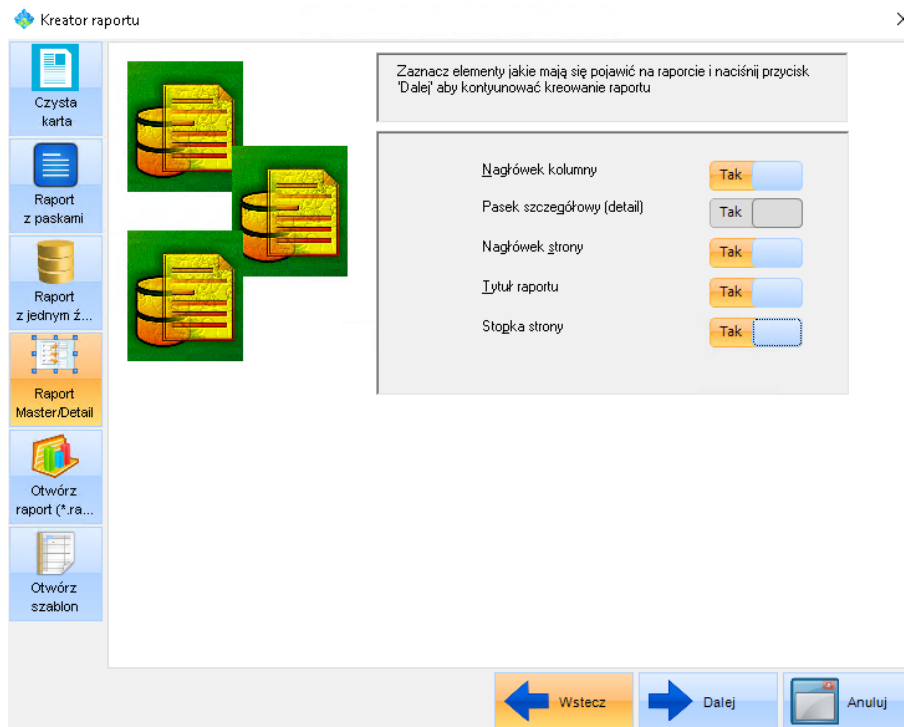 Kreator raportu
Czysta
karta
Raport
z paskami
Raport
z jednym ź...
Raport
Master/Detail
Otwórz
raport (*.ra...
Otwórz
szablon
Zaznacz elementy jakie mają się pojawić na raporcie i naciśnij przycisk
'Dalej' aby kontyunować kreowanie raportu
Nagłówek kolumny Tak
Pasek szczegółowy (detail) Tak
Nagłówek strony Tak
Tytuł raportu Tak
Stopka strony Tak
Wstecz Dalej Anuluj